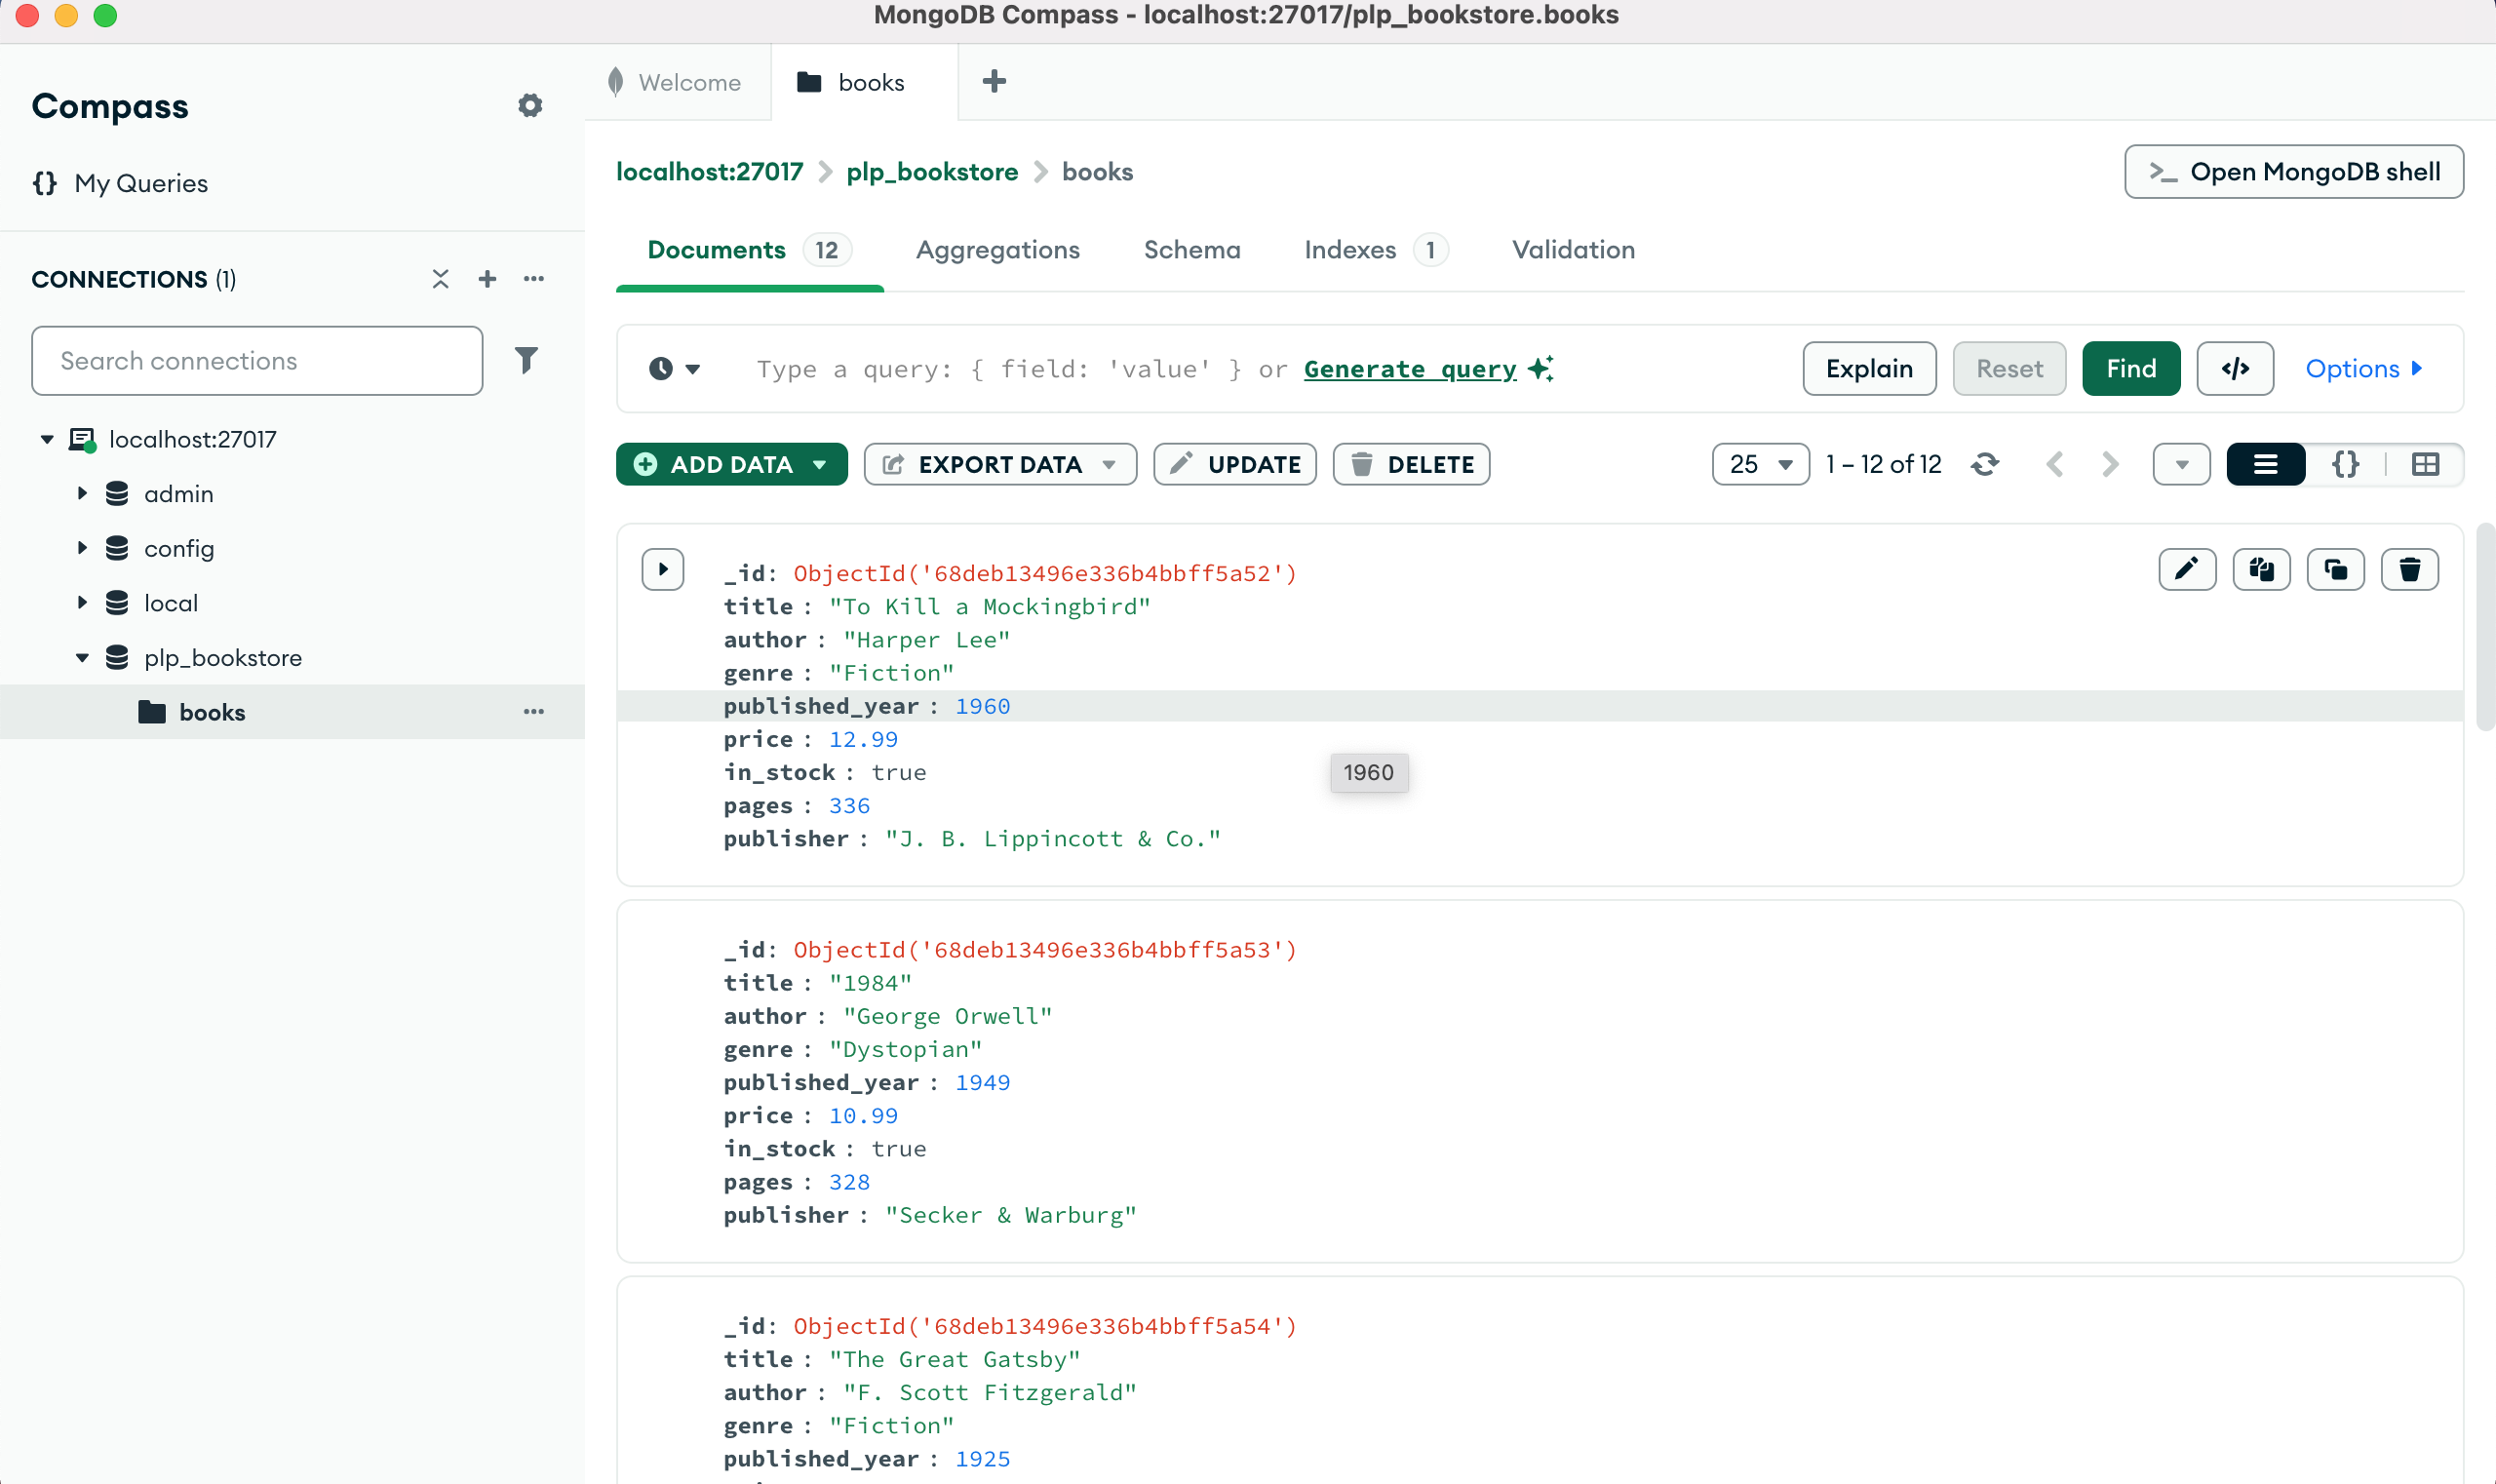 MongoDB Compass - localhost:27017/plp_bookstore.books
Compass
{} My Queries
CONNECTIONS (1)
Search connections
localhost:27017
admin
config
local
plp_bookstore
books
Welcome
books
localhost:27017 > plp_bookstore > books
>_ Open MongoDB shell
Documents 12 Aggregations Schema Indexes 1 Validation
Type a query: { field: 'value' } or Generate query
Explain Reset Find </> Options
ADD DATA EXPORT DATA UPDATE DELETE
25 1 – 12 of 12 {}
_id: ObjectId('68deb13496e336b4bbff5a52')
title : "To Kill a Mockingbird"
author : "Harper Lee"
genre : "Fiction"
published_year : 1960
price : 12.99
in_stock : true
1960
pages : 336
publisher : "J. B. Lippincott & Co."
_id: ObjectId('68deb13496e336b4bbff5a53')
title : "1984"
author : "George Orwell"
genre : "Dystopian"
published_year : 1949
price : 10.99
in_stock : true
pages : 328
publisher : "Secker & Warburg"
_id: ObjectId('68deb13496e336b4bbff5a54')
title : "The Great Gatsby"
author : "F. Scott Fitzgerald"
genre : "Fiction"
published_year : 1925